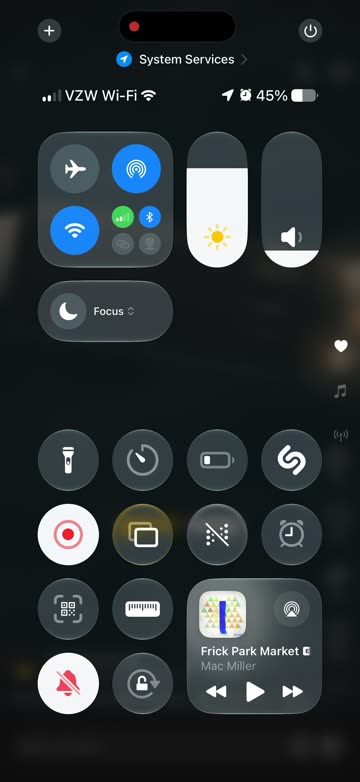 System Services
VZW Wi-Fi
45%
Focus
Frick Park Market E
Mac Miller